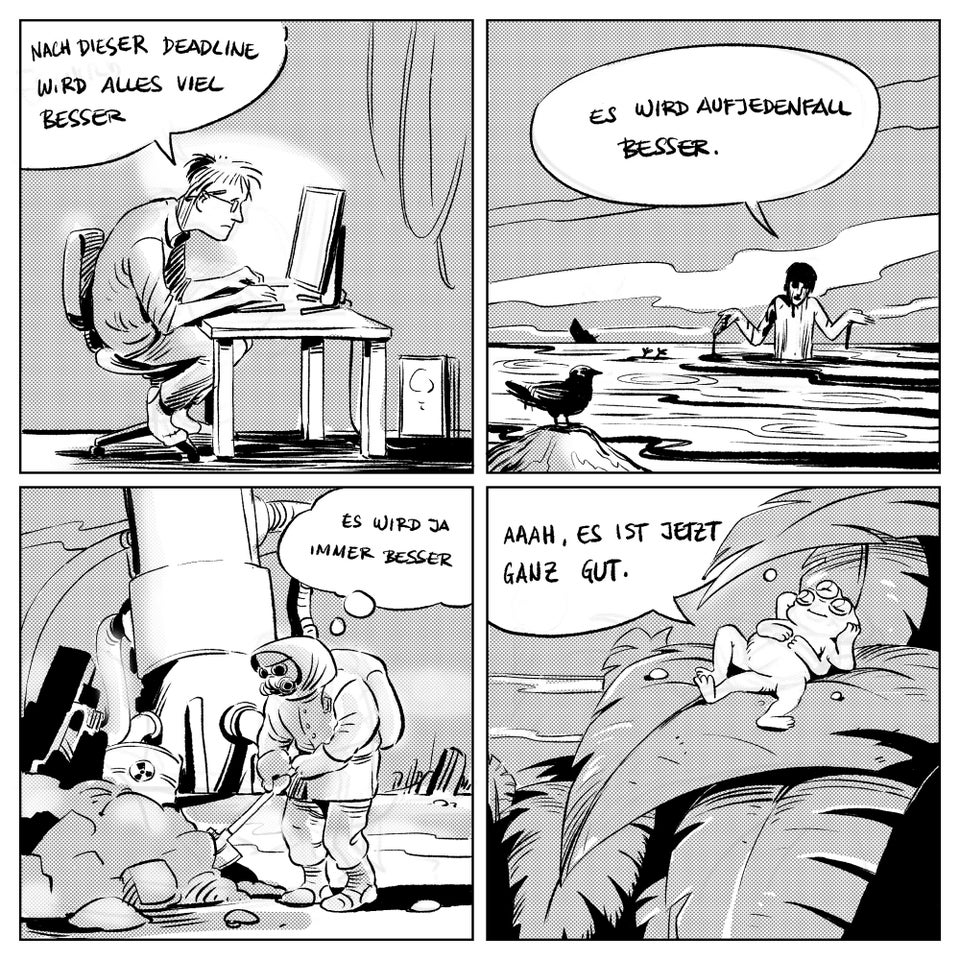 NACH DIESER DEADLINE
WIRD ALLES VIEL
BESSER
ES WIRD AUFJEDENFALL
BESSER.
ES WIRD JA
IMMER BESSER
AAAH, ES IST JETZT
GANZ GUT.